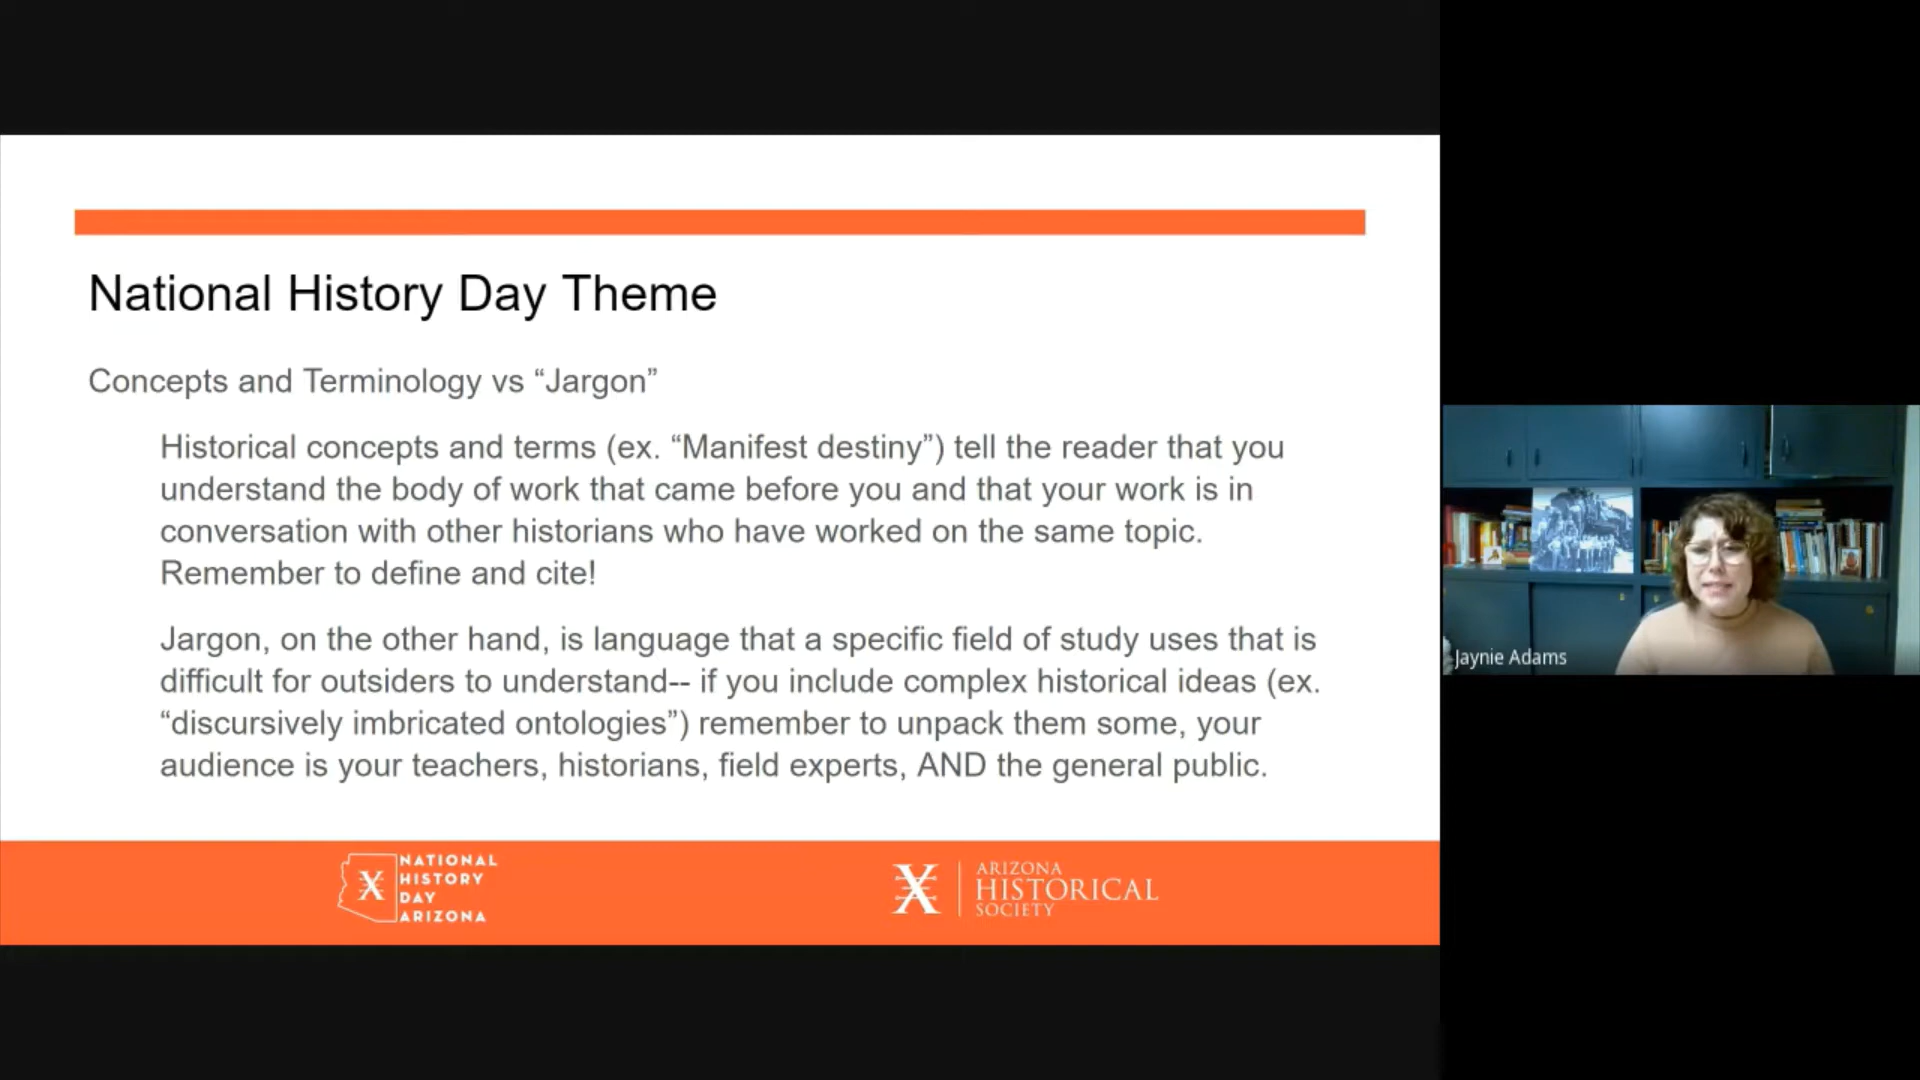 National History Day Theme
Concepts and Terminology vs “Jargon”
Historical concepts and terms (ex. “Manifest destiny”) tell the reader that you
understand the body of work that came before you and that your work is in
conversation with other historians who have worked on the same topic.
Remember to define and cite!
Jargon, on the other hand, is language that a specific field of study uses that is
difficult for outsiders to understand-- if you include complex historical ideas (ex.
“discursively imbricated ontologies”) remember to unpack them some, your
audience is your teachers, historians, field experts, AND the general public.
NATIONAL
HISTORY
DAY
ARIZONA
ARIZONA
HISTORICAL
SOCIETY
Jaynie Adams